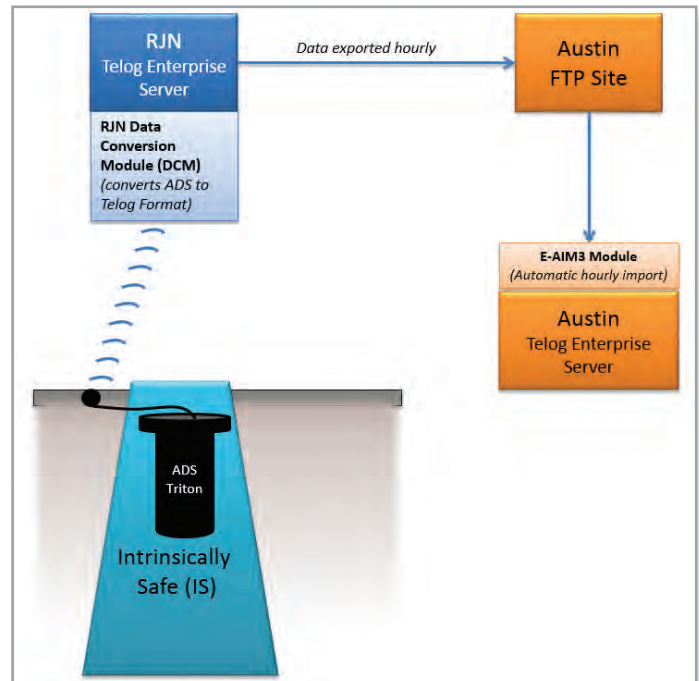 RJN
Telog Enterprise
Server
RJN Data
Conversion
Module (DCM)
(converts ADS to
Telog Format)
Data exported hourly
Austin
FTP Site
E-AIM3 Module
(Automatic hourly import)
Austin
Telog Enterprise
Server
ADS
Triton
Intrinsically
Safe (IS)